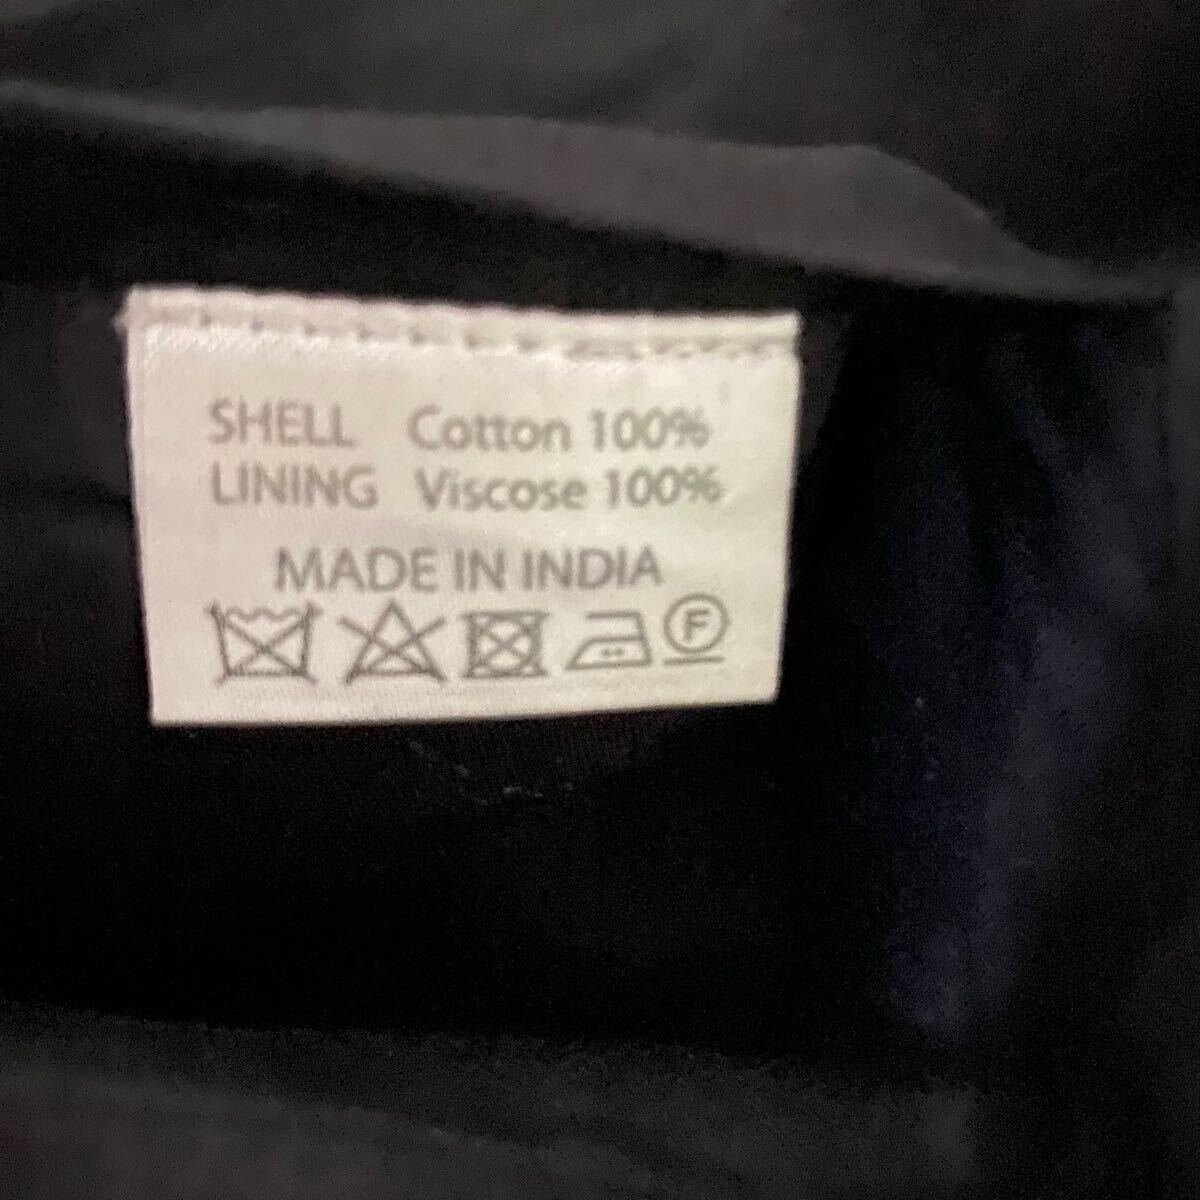 SHELL Cotton 100%
LINING Viscose 100%
MADE IN INDIA
F